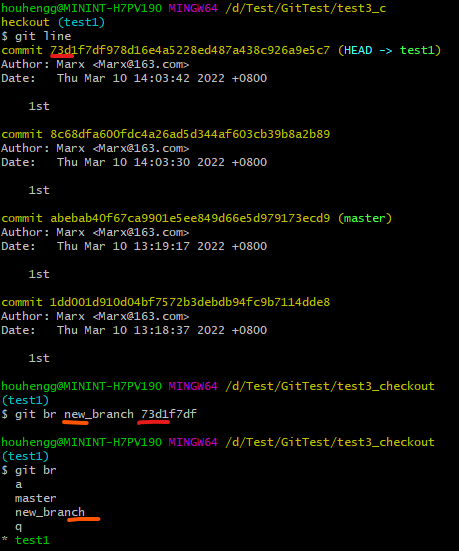 houhengg@MININT-H7PV190 MINGW64 /d/Test/GitTest/test3_c
heckout (test1)
$ git line
commit 73d1f7df978d16e4a5228ed487a438c926a9e5c7 (HEAD -> test1)
Author: Marx <Marx@163.com>
Date:   Thu Mar 10 14:03:42 2022 +0800
1st
commit 8c68dfa600fdc4a26ad5d344af603cb39b8a2b89
Author: Marx <Marx@163.com>
Date:   Thu Mar 10 14:03:30 2022 +0800
1st
commit abebab40f67ca9901e5ee849d66e5d979173ecd9 (master)
Author: Marx <Marx@163.com>
Date:   Thu Mar 10 13:19:17 2022 +0800
1st
commit 1dd001d910d04bf7572b3debdb94fc9b7114dde8
Author: Marx <Marx@163.com>
Date:   Thu Mar 10 13:18:37 2022 +0800
1st
houhengg@MININT-H7PV190 MINGW64 /d/Test/GitTest/test3_checkout
(test1)
$ git br new_branch 73d1f7df
houhengg@MININT-H7PV190 MINGW64 /d/Test/GitTest/test3_checkout
(test1)
$ git br
a
master
new_branch
q
* test1